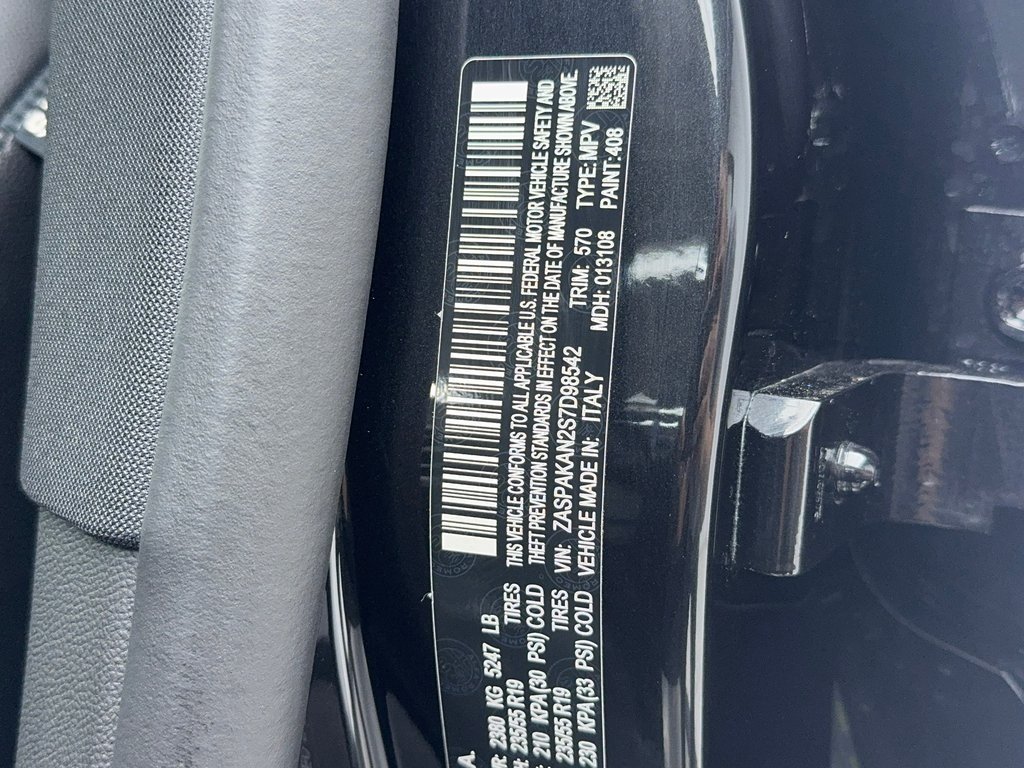 A.
2380 KG 5247 LB
235/55 R19 TIRES
210 KPA (30 PSI) COLD
235/55 R19 TIRES
230 KPA (33 PSI) COLD
THIS VEHICLE CONFORMS TO ALL APPLICABLE U.S. FEDERAL MOTOR VEHICLE SAFETY AND
THEFT PREVENTION STANDARDS IN EFFECT ON THE DATE OF MANUFACTURE SHOWN ABOVE
VIN: ZASPAKAN2S7D98542 TRIM: 570 TYPE: MPV
VEHICLE MADE IN: ITALY MDH: 013108 PAINT: 408